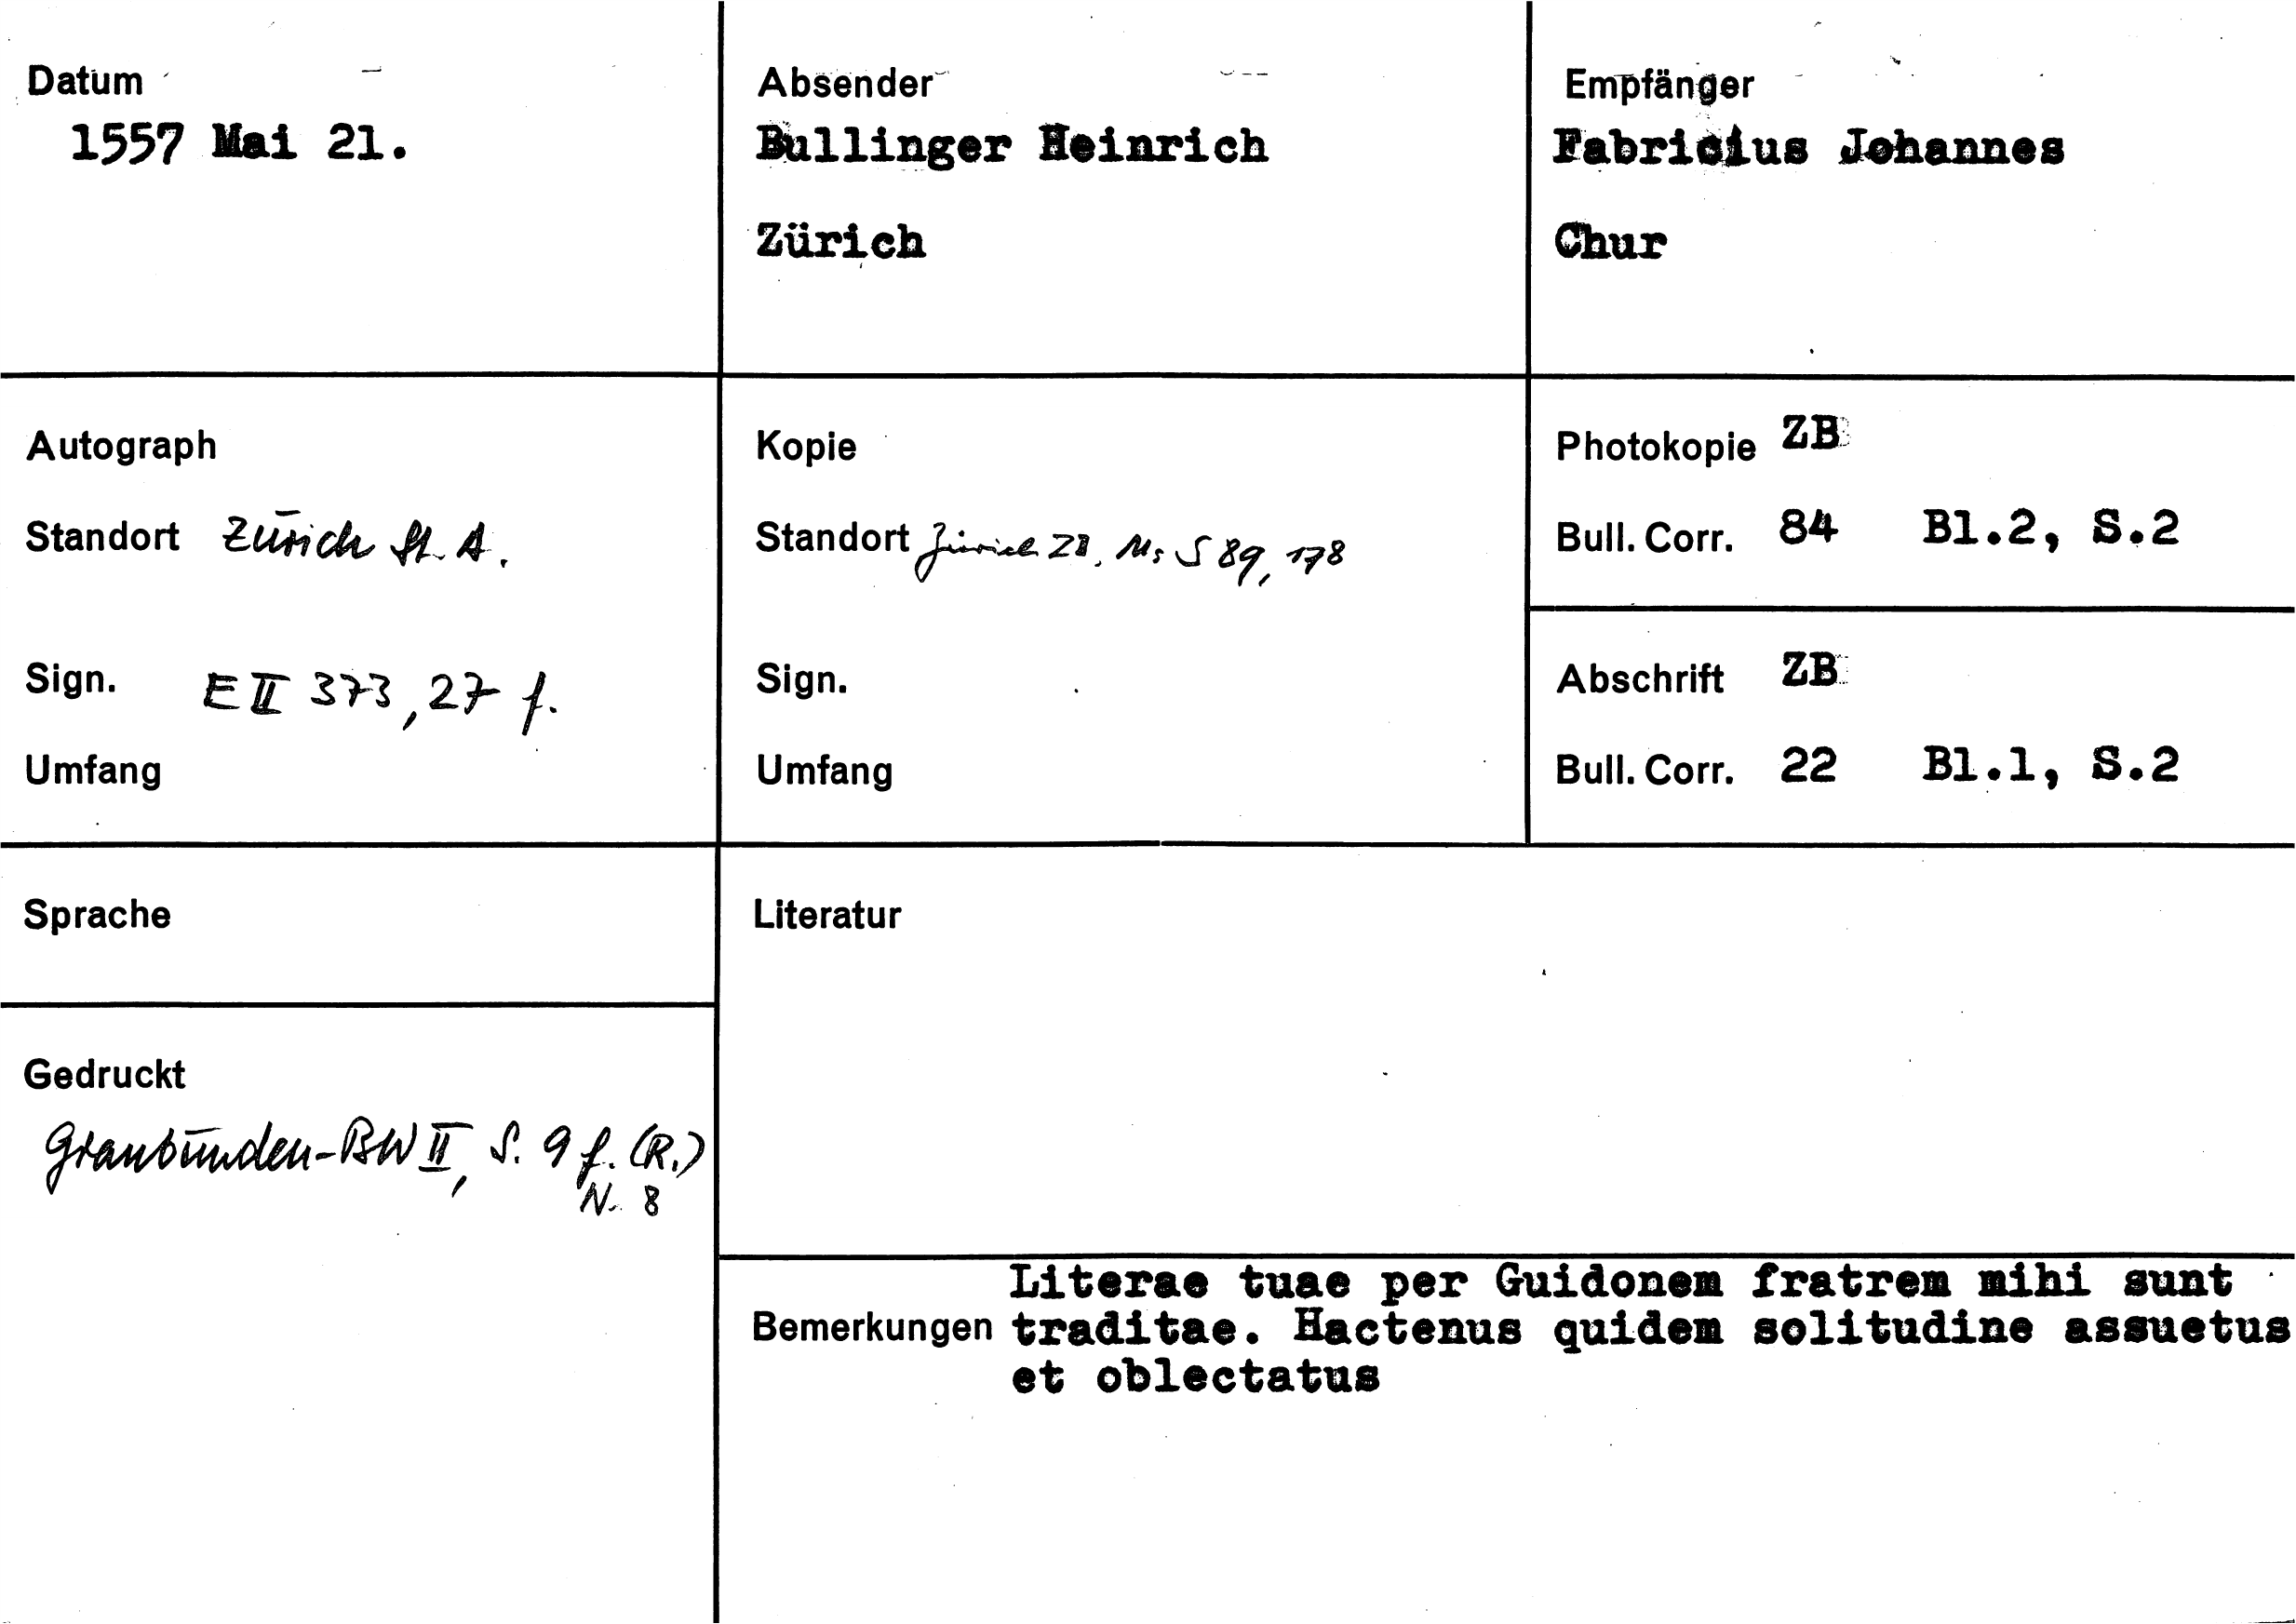 Datum
1557 Mai 21.
Absender
Bullinger Heinrich
Zürich
Empfänger
Fabricius Johannes
Chur
Autograph
Standort Zürich St. A.
Sign. E II 373, 27 f.
Umfang
Kopie
Standort Zürich ZB, Ms S 89, 178
Sign.
Umfang
Photokopie ZB
Bull. Corr. 84 Bl.2, S.2
Abschrift ZB
Bull. Corr. 22 Bl.1, S.2
Sprache
Literatur
Gedruckt
Graubünden-BW II, S. 9 f. (R.)
N. 8
Literae tuae per Guidonem fratrem mihi sunt
Bemerkungen traditae. Hactenus quidem solitudine assuetus
et oblectatus